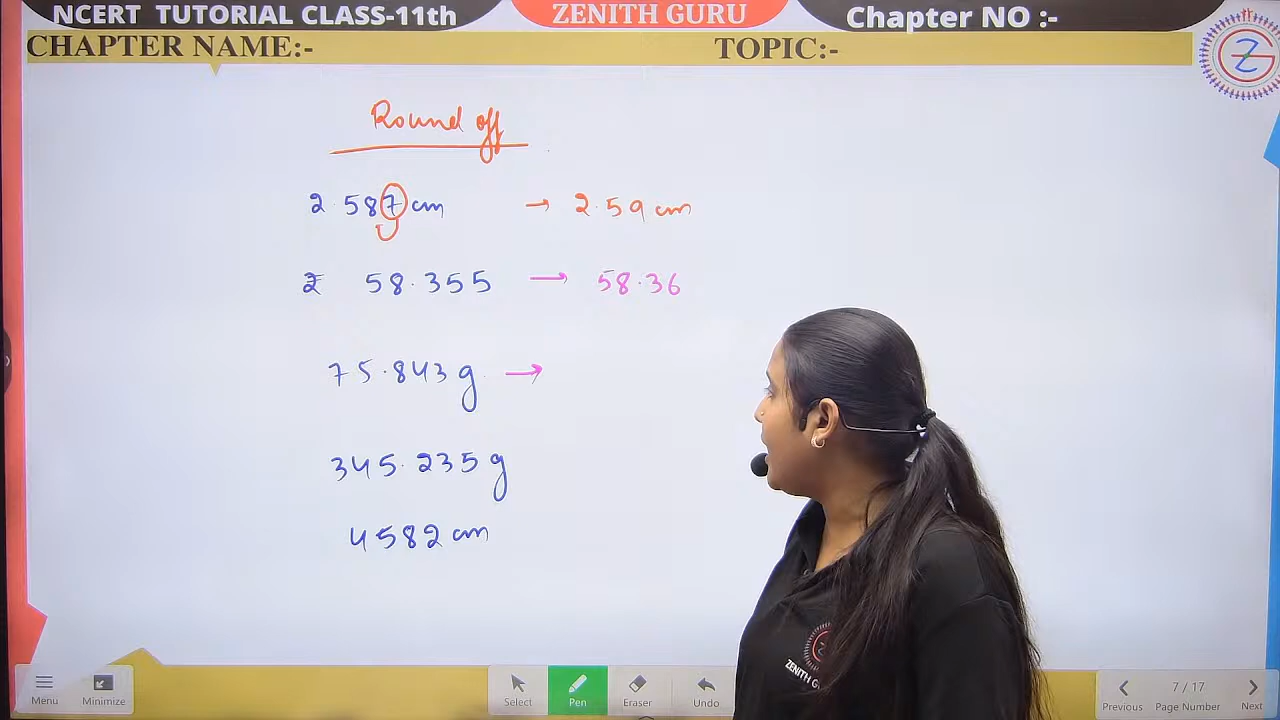 NCERT TUTORIAL CLASS-11th
ZENITH GURU
Chapter NO :-
CHAPTER NAME:-
TOPIC:-
Round off
2.587 cm → 2.59 cm
₹ 58.355 → 58.36
75.843 g →
345.235 g
4582 cm
ZENITH G
Menu
Minimize
Select
Pen
Eraser
Undo
Previous
7 / 17
Page Number
Next